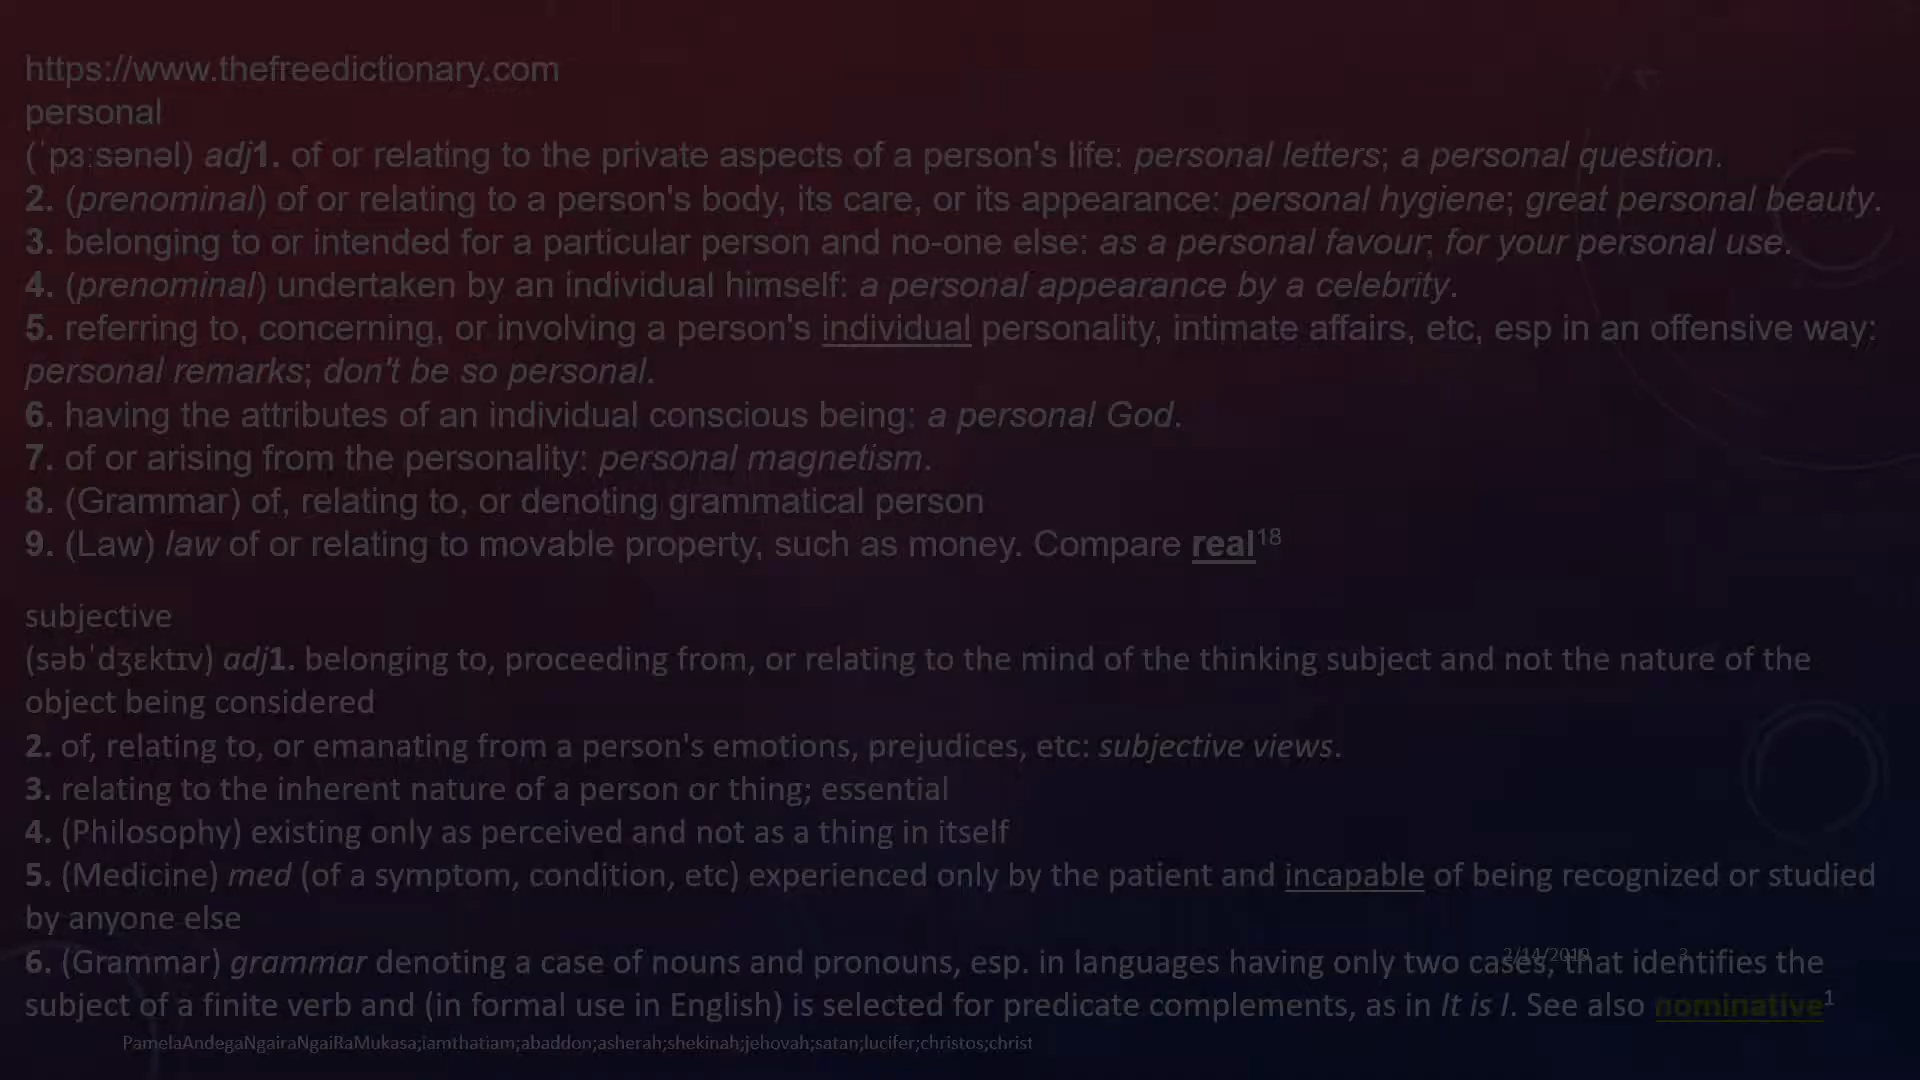 https://www.thefreedictionary.com
personal
(ˈpɜːsənəl) adj1. of or relating to the private aspects of a person's life: personal letters; a personal question.
2. (prenominal) of or relating to a person's body, its care, or its appearance: personal hygiene; great personal beauty.
3. belonging to or intended for a particular person and no-one else: as a personal favour; for your personal use.
4. (prenominal) undertaken by an individual himself: a personal appearance by a celebrity.
5. referring to, concerning, or involving a person's individual personality, intimate affairs, etc, esp in an offensive way:
personal remarks; don't be so personal.
6. having the attributes of an individual conscious being: a personal God.
7. of or arising from the personality: personal magnetism.
8. (Grammar) of, relating to, or denoting grammatical person
9. (Law) law of or relating to movable property, such as money. Compare real18
subjective
(səbˈdʒɛktɪv) adj1. belonging to, proceeding from, or relating to the mind of the thinking subject and not the nature of the
object being considered
2. of, relating to, or emanating from a person's emotions, prejudices, etc: subjective views.
3. relating to the inherent nature of a person or thing; essential
4. (Philosophy) existing only as perceived and not as a thing in itself
5. (Medicine) med (of a symptom, condition, etc) experienced only by the patient and incapable of being recognized or studied
by anyone else
6. (Grammar) grammar denoting a case of nouns and pronouns, esp. in languages having only two cases, that identifies the
subject of a finite verb and (in formal use in English) is selected for predicate complements, as in It is I. See also nominative1
2/14/2019 3
PamelaAndegaNgairaNgaiRaMukasa;iamthatiam;abaddon;asherah;shekinah;jehovah;satan;lucifer;christos;christ